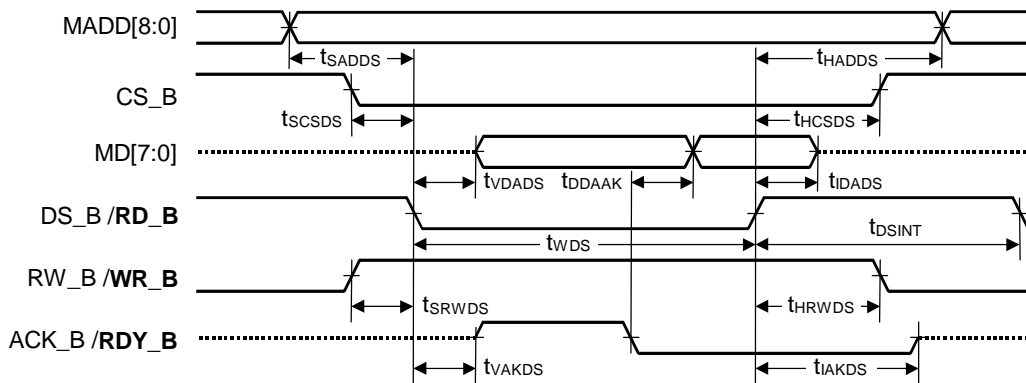 MADD[8:0]
tSADDS
tHADDS
CS_B
tSCSDS
tHCSDS
MD[7:0]
tVDADS
tDDAAK
tIDADS
DS_B /RD_B
tWDS
tDSINT
RW_B /WR_B
tSRWDS
tHRWDS
ACK_B /RDY_B
tVAKDS
tIAKDS